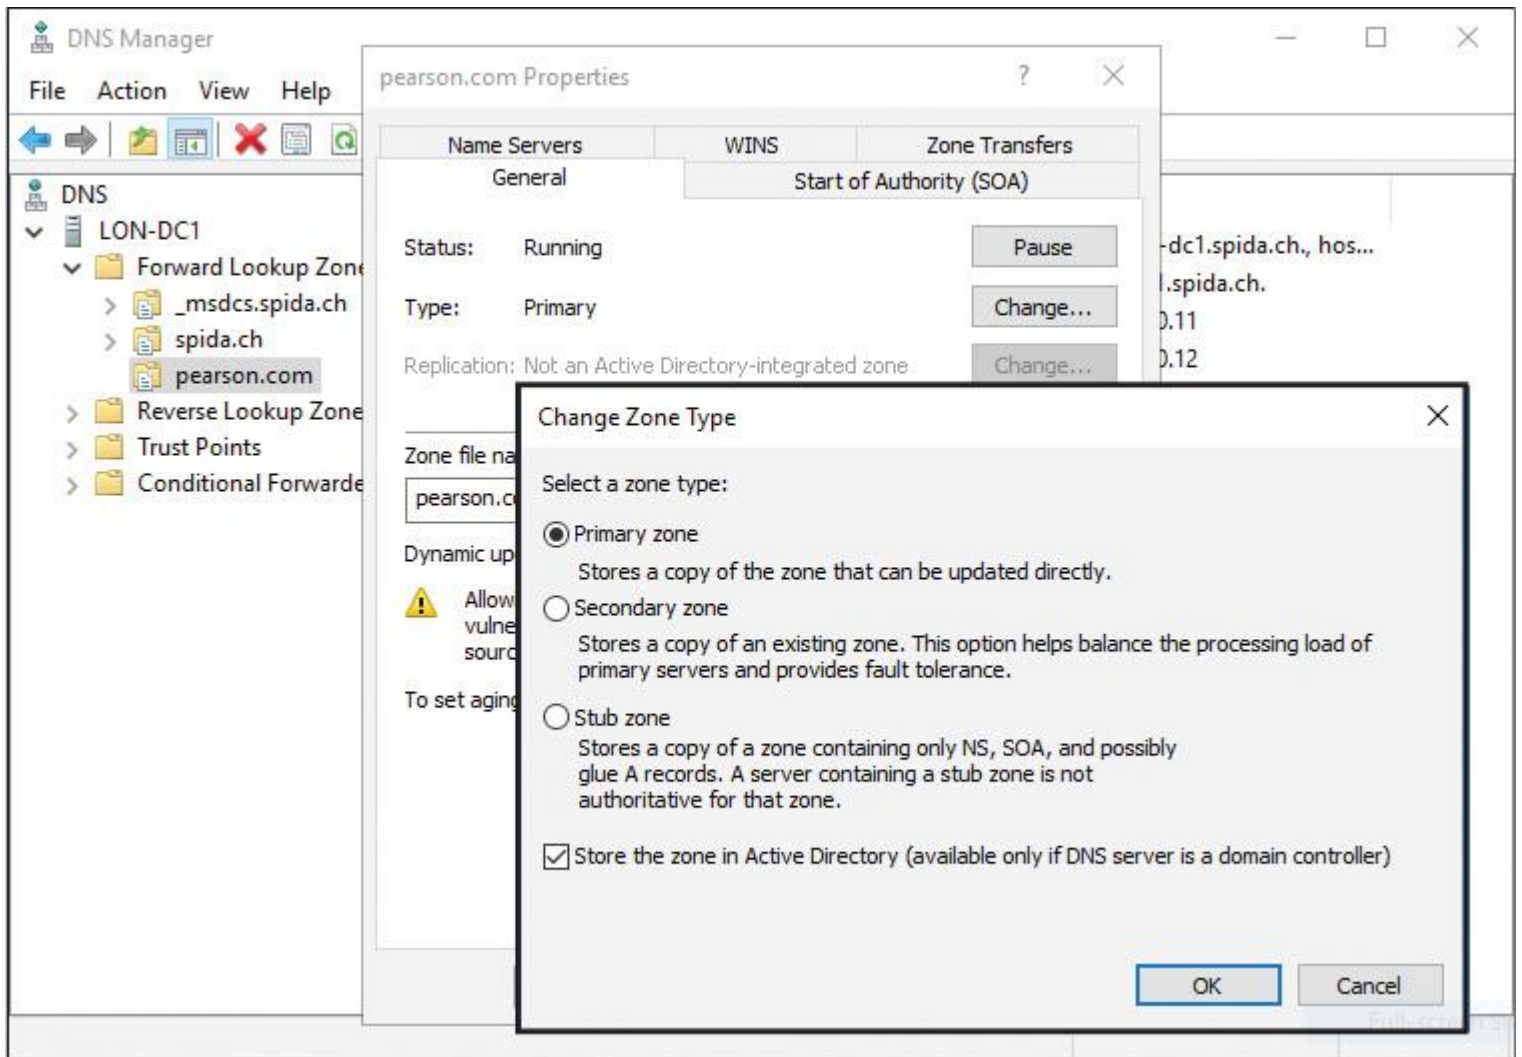 DNS Manager
File Action View Help
DNS
LON-DC1
Forward Lookup Zone
_msdcs.spida.ch
spida.ch
pearson.com
Reverse Lookup Zone
Trust Points
Conditional Forwarde
pearson.com Properties
Name Servers WINS Zone Transfers
General Start of Authority (SOA)
Status: Running Pause
Type: Primary Change...
Replication: Not an Active Directory-integrated zone Change...
Zone file na
pearson.c
Dynamic up
Allow
vulne
sourc
To set aging
-dc1.spida.ch., hos...
.spida.ch.
0.11
0.12
Change Zone Type
Select a zone type:
Primary zone
Stores a copy of the zone that can be updated directly.
Secondary zone
Stores a copy of an existing zone. This option helps balance the processing load of
primary servers and provides fault tolerance.
Stub zone
Stores a copy of a zone containing only NS, SOA, and possibly
glue A records. A server containing a stub zone is not
authoritative for that zone.
Store the zone in Active Directory (available only if DNS server is a domain controller)
OK Cancel